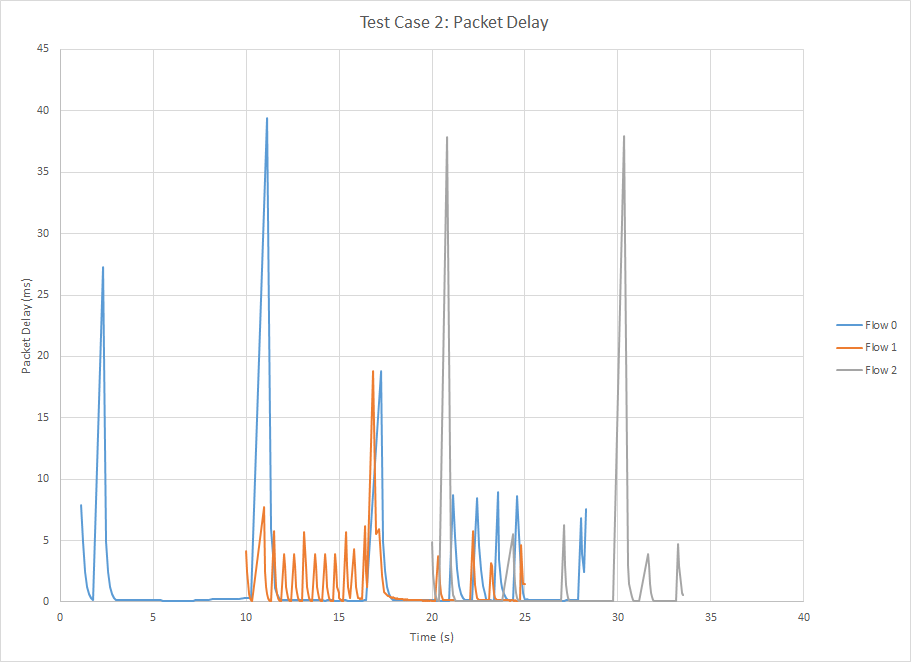 Test Case 2: Packet Delay
45
40
35
30
25
20
15
10
5
0
Packet Delay (ms)
0 5 10 15 20 25 30 35 40
Time (s)
Flow 0
Flow 1
Flow 2